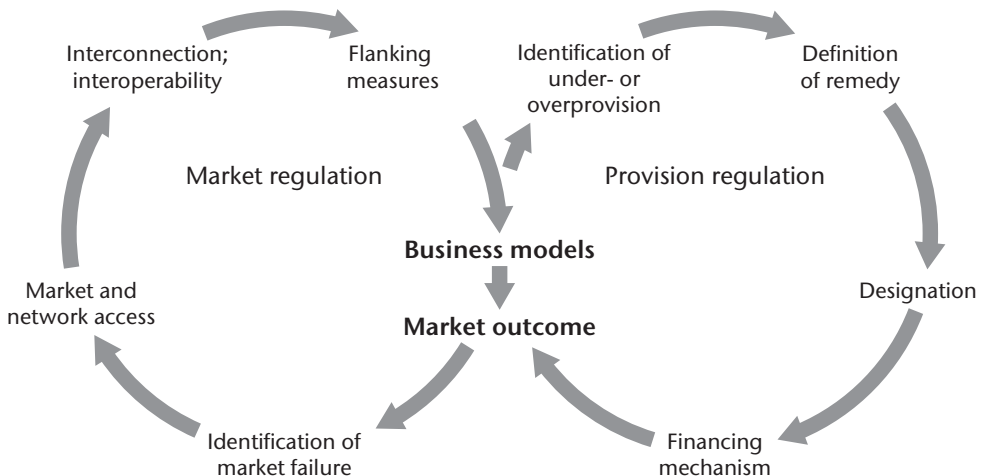 Interconnection;
interoperability
Flanking
measures
Identification of
under- or
overprovision
Definition
of remedy
Market regulation
Provision regulation
Business models
Market and
network access
Designation
Market outcome
Identification of
market failure
Financing
mechanism